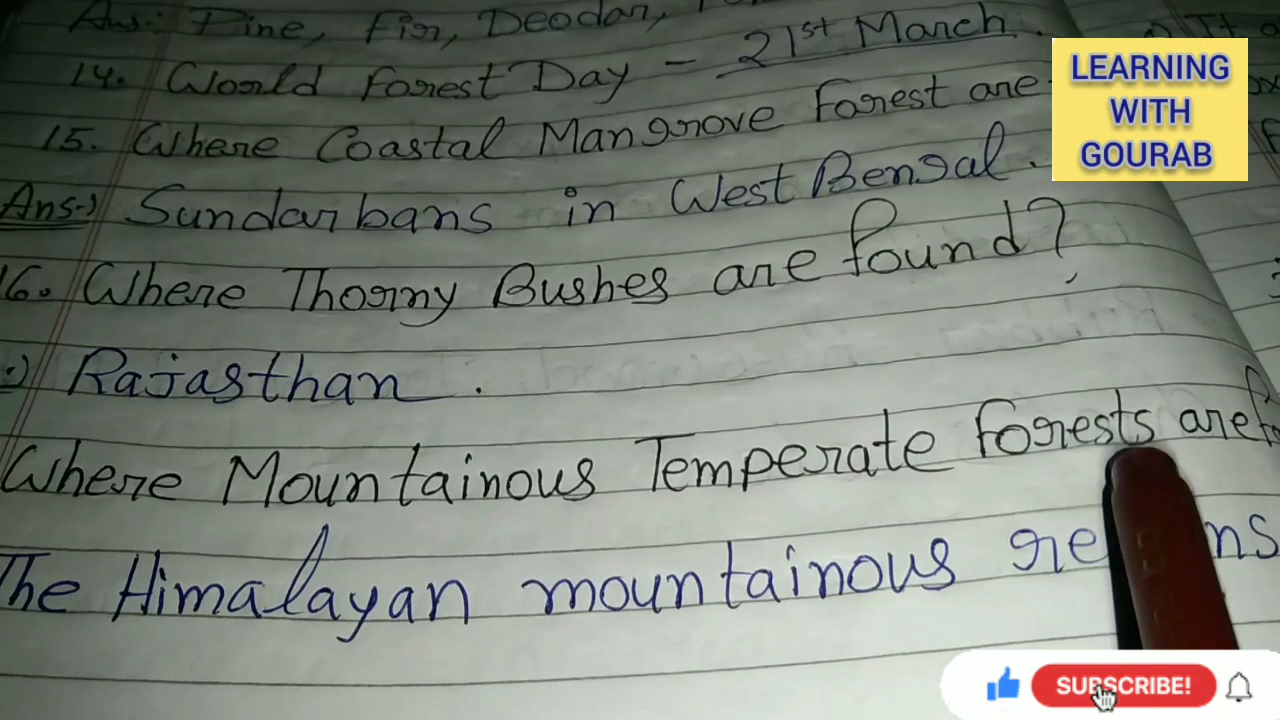 Ans:- Pine, Fir, Deodar,
14. World Forest Day - 21st March.
15. Where Coastal Mangrove Forest are
Ans:-) Sundarbans in West Bengal.
16. Where Thorny Bushes are found?
:) Rajasthan.
Where Mountainous Temperate forests are
The Himalayan mountainous
LEARNING
WITH
GOURAB
SUBSCRIBE!